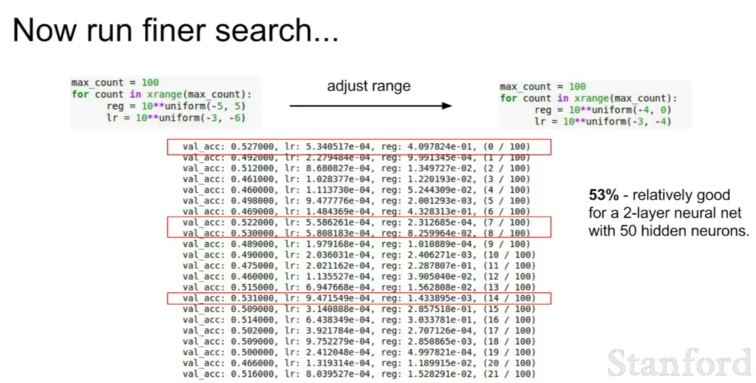 Now run finer search...
max_count = 100
for count in xrange(max_count):
reg = 10**uniform(-5, 5)
lr = 10**uniform(-3, -6)
adjust range
max_count = 100
for count in xrange(max_count):
reg = 10**uniform(-4, 0)
lr = 10**uniform(-3, -4)
val_acc: 0.527000, lr: 5.340517e-04, reg: 4.097824e-01, (0 / 100)
val_acc: 0.492000, lr: 2.279484e-04, reg: 9.991345e-04, (1 / 100)
val_acc: 0.512000, lr: 8.680827e-04, reg: 1.349727e-02, (2 / 100)
val_acc: 0.461000, lr: 1.028377e-04, reg: 1.220193e-02, (3 / 100)
val_acc: 0.460000, lr: 1.113730e-04, reg: 5.244309e-02, (4 / 100)
val_acc: 0.498000, lr: 9.477776e-04, reg: 2.001293e-03, (5 / 100)
val_acc: 0.469000, lr: 1.484369e-04, reg: 4.328313e-01, (6 / 100)
val_acc: 0.522000, lr: 5.586261e-04, reg: 2.312685e-04, (7 / 100)
val_acc: 0.530000, lr: 5.808183e-04, reg: 8.259964e-02, (8 / 100)
val_acc: 0.489000, lr: 1.979168e-04, reg: 1.010889e-04, (9 / 100)
val_acc: 0.490000, lr: 2.036031e-04, reg: 2.406271e-03, (10 / 100)
val_acc: 0.475000, lr: 2.021162e-04, reg: 2.287807e-01, (11 / 100)
val_acc: 0.460000, lr: 1.135527e-04, reg: 3.905040e-02, (12 / 100)
val_acc: 0.515000, lr: 6.947668e-04, reg: 1.562808e-02, (13 / 100)
val_acc: 0.531000, lr: 9.471549e-04, reg: 1.433895e-03, (14 / 100)
val_acc: 0.509000, lr: 3.140888e-04, reg: 2.857518e-01, (15 / 100)
val_acc: 0.514000, lr: 6.438349e-04, reg: 3.033781e-01, (16 / 100)
val_acc: 0.502000, lr: 3.921784e-04, reg: 2.707126e-04, (17 / 100)
val_acc: 0.509000, lr: 9.752279e-04, reg: 2.850865e-03, (18 / 100)
val_acc: 0.500000, lr: 2.412048e-04, reg: 4.997821e-04, (19 / 100)
val_acc: 0.466000, lr: 1.319314e-04, reg: 1.189915e-02, (20 / 100)
val_acc: 0.516000, lr: 8.039527e-04, reg: 1.528291e-02, (21 / 100)
53% - relatively good
for a 2-layer neural net
with 50 hidden neurons.
Stanford